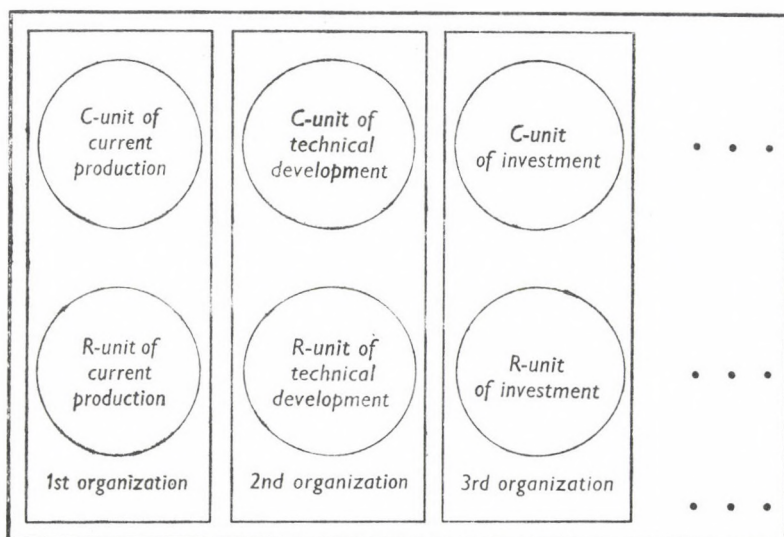 C-unit of
current
production
C-unit of
technical
development
C-unit
of investment
. . .
R-unit of
current
production
R-unit of
technical
development
R-unit
of investment
. . .
1st organization
2nd organization
3rd organization
. . .